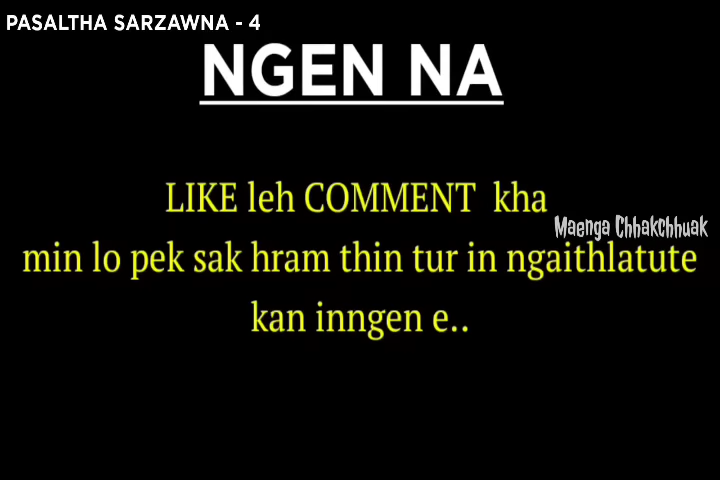 PASALTHA SARZAWNA - 4
NGEN NA
LIKE leh COMMENT kha
Maenga Chhakchhuak
min lo pek sak hram thin tur in ngaithlatute
kan inngen e..